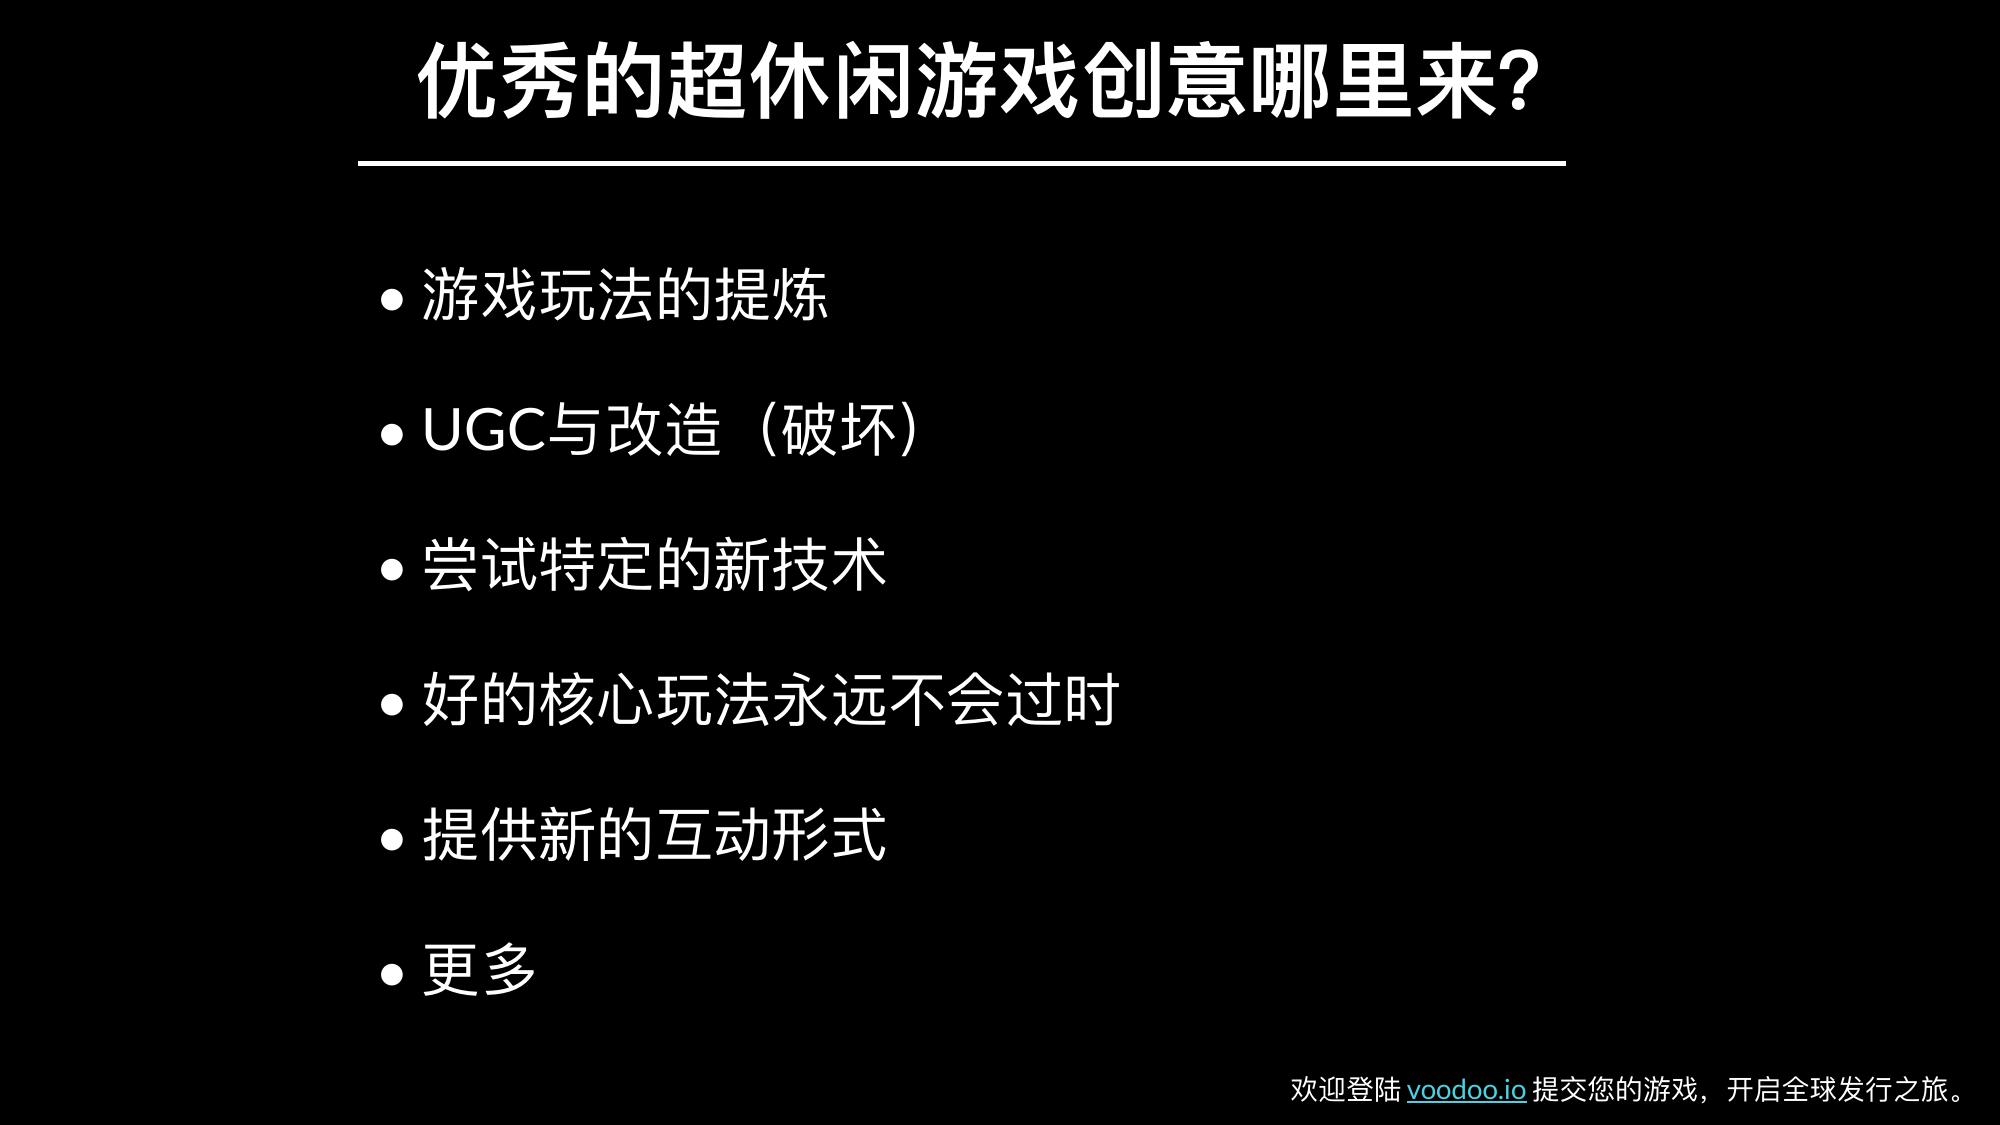 优秀的超休闲游戏创意哪里来?
• 游戏玩法的提炼
• UGC与改造（破坏）
• 尝试特定的新技术
• 好的核心玩法永远不会过时
• 提供新的互动形式
• 更多
欢迎登陆 voodoo.io 提交您的游戏，开启全球发行之旅。